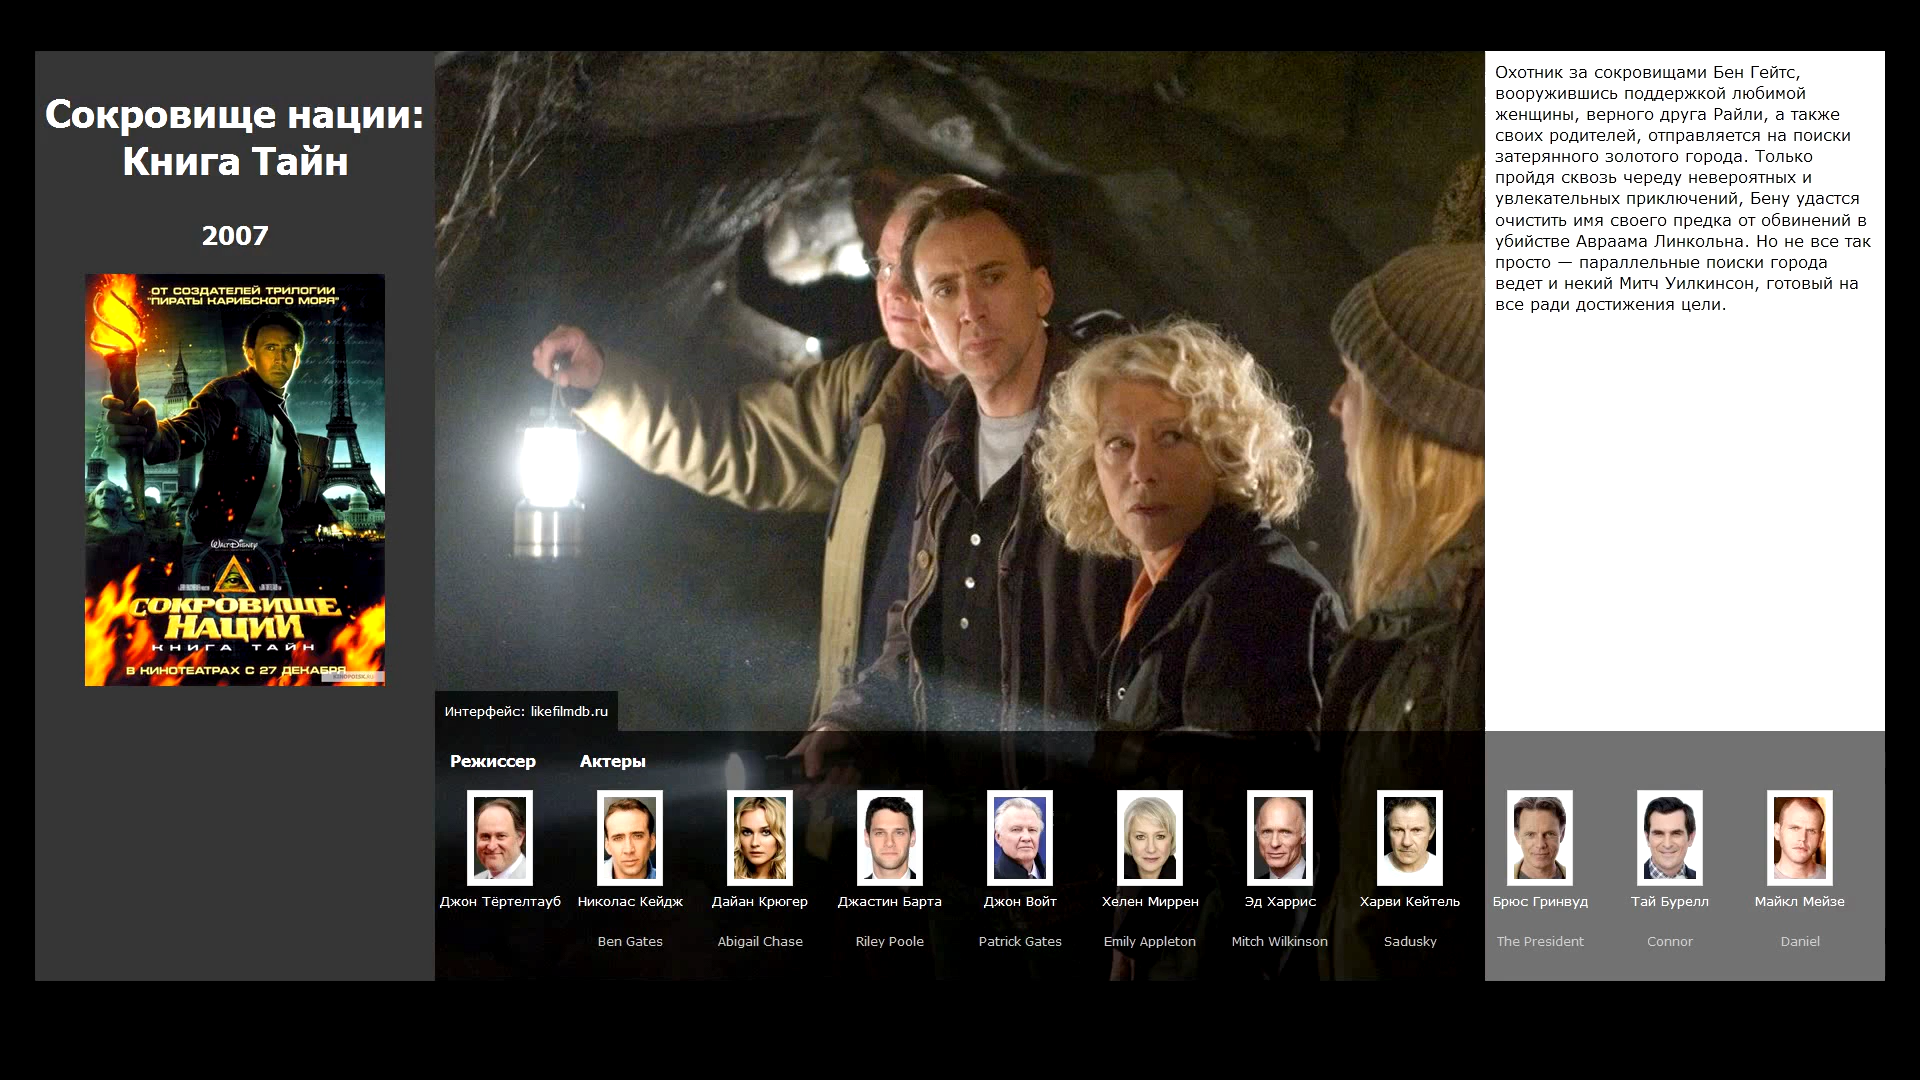 Сокровище нации:
Книга Тайн
2007
ОТ СОЗДАТЕЛЕЙ ТРИЛОГИИ
"ПИРАТЫ КАРИБСКОГО МОРЯ"
WALT DISNEY
СОКРОВИЩЕ
НАЦИИ
КНИГА ТАЙН
В КИНОТЕАТРАХ С 27 ДЕКАБРЯ
KINOPOISK.RU
Охотник за сокровищами Бен Гейтс,
вооружившись поддержкой любимой
женщины, верного друга Райли, а также
своих родителей, отправляется на поиски
затерянного золотого города. Только
пройдя сквозь череду невероятных и
увлекательных приключений, Бену удастся
очистить имя своего предка от обвинений в
убийстве Авраама Линкольна. Но не все так
просто — параллельные поиски города
ведет и некий Митч Уилкинсон, готовый на
все ради достижения цели.
Интерфейс: likefilmdb.ru
Режиссер Актеры
Джон Тёртелтауб Николас Кейдж Дайан Крюгер Джастин Барта Джон Войт Хелен Миррен Эд Харрис Харви Кейтель Брюс Гринвуд Тай Бурелл Майкл Мейзе
Ben Gates Abigail Chase Riley Poole Patrick Gates Emily Appleton Mitch Wilkinson Sadusky The President Connor Daniel